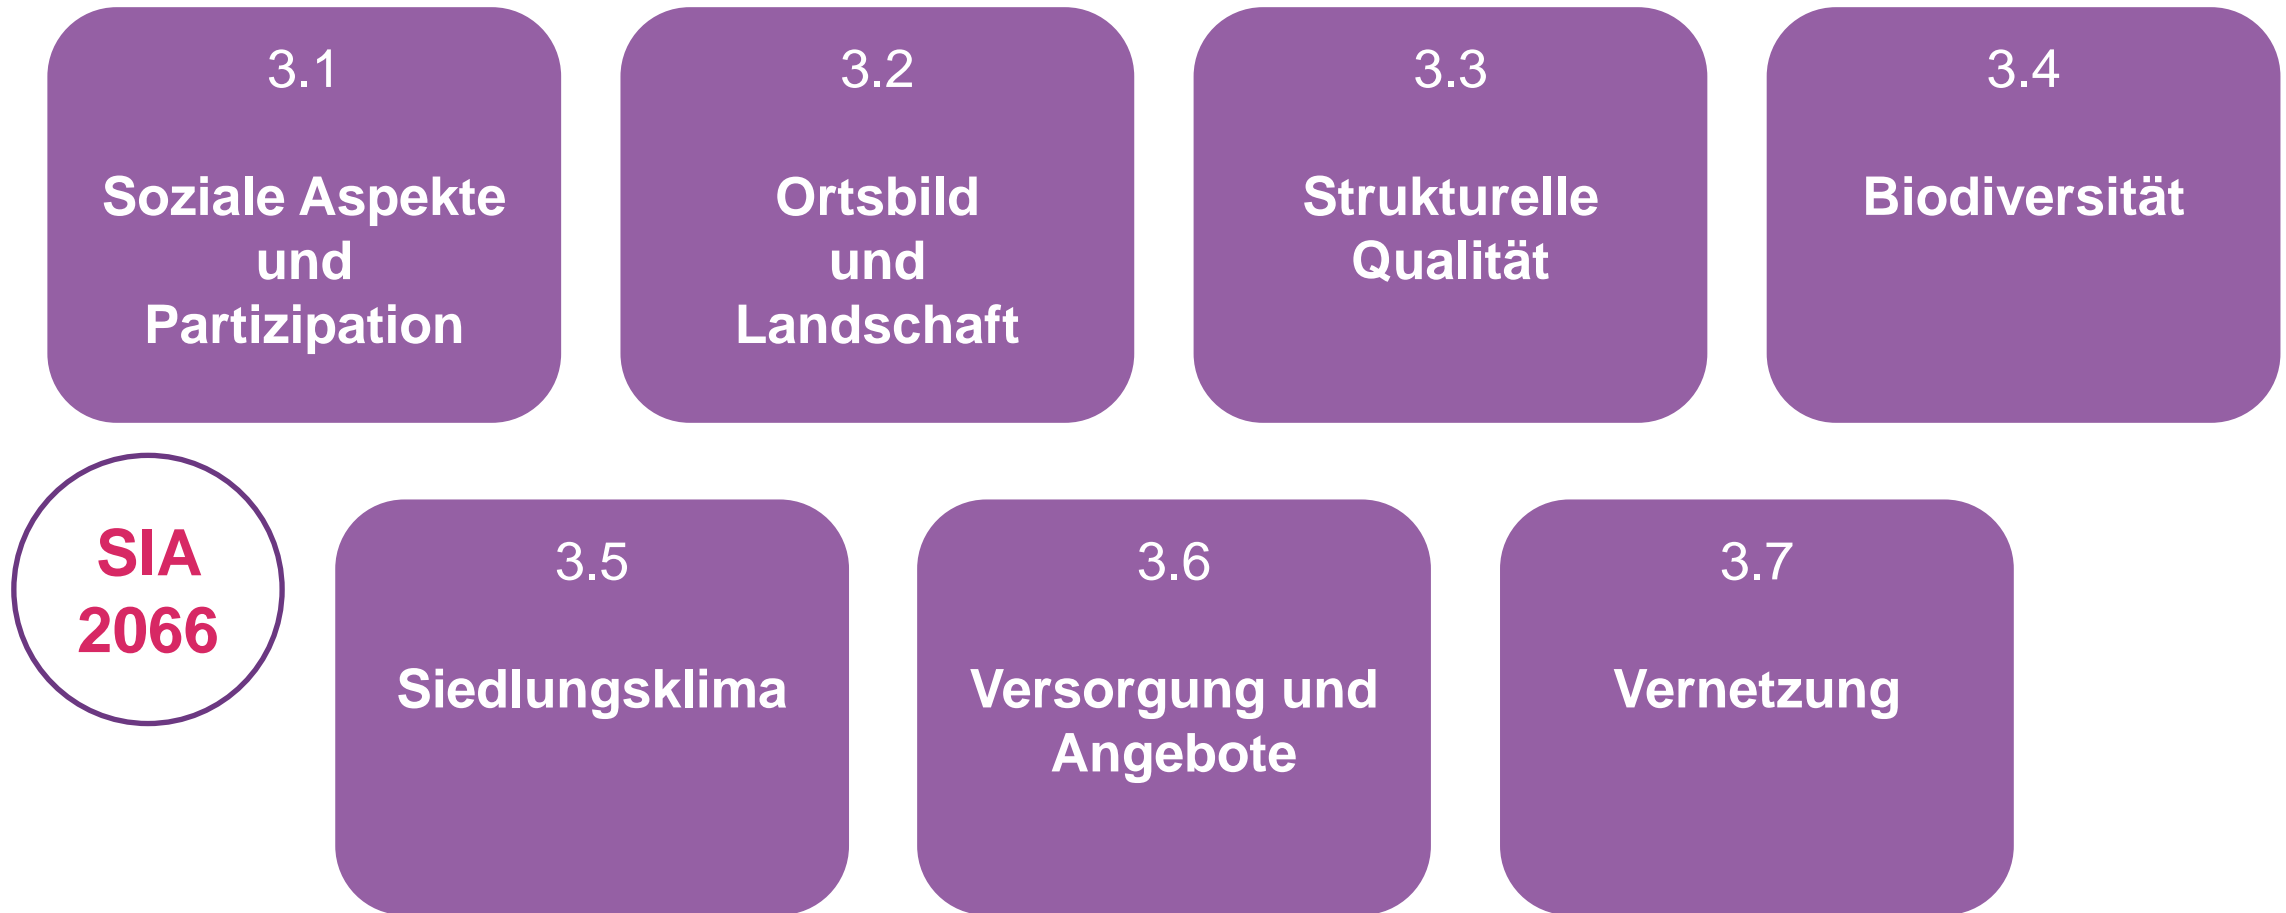 3.1
Soziale Aspekte
und
Partizipation
3.2
Ortsbild
und
Landschaft
3.3
Strukturelle
Qualität
3.4
Biodiversität
SIA
2066
3.5
Siedlungsklima
3.6
Versorgung und
Angebote
3.7
Vernetzung